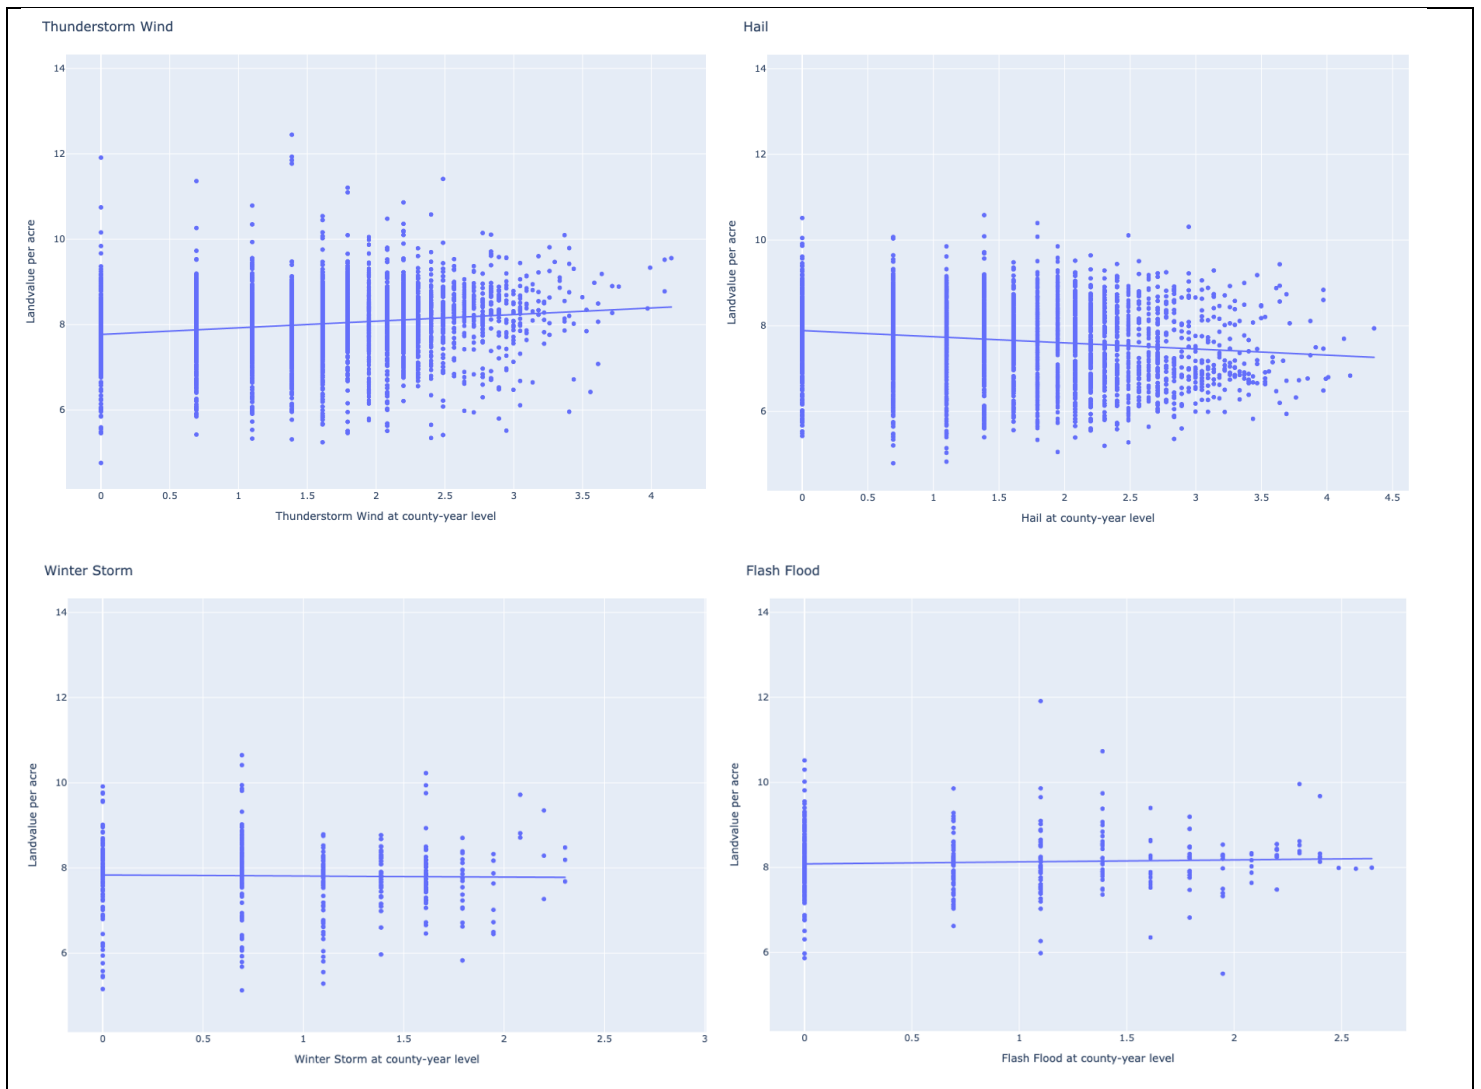 Thunderstorm Wind
14
12
10
8
6
Landvalue per acre
0 0.5 1 1.5 2 2.5 3 3.5 4
Thunderstorm Wind at county-year level
Hail
14
12
10
8
6
Landvalue per acre
0 0.5 1 1.5 2 2.5 3 3.5 4 4.5
Hail at county-year level
Winter Storm
14
12
10
8
6
Landvalue per acre
0 0.5 1 1.5 2 2.5 3
Winter Storm at county-year level
Flash Flood
14
12
10
8
6
Landvalue per acre
0 0.5 1 1.5 2 2.5
Flash Flood at county-year level